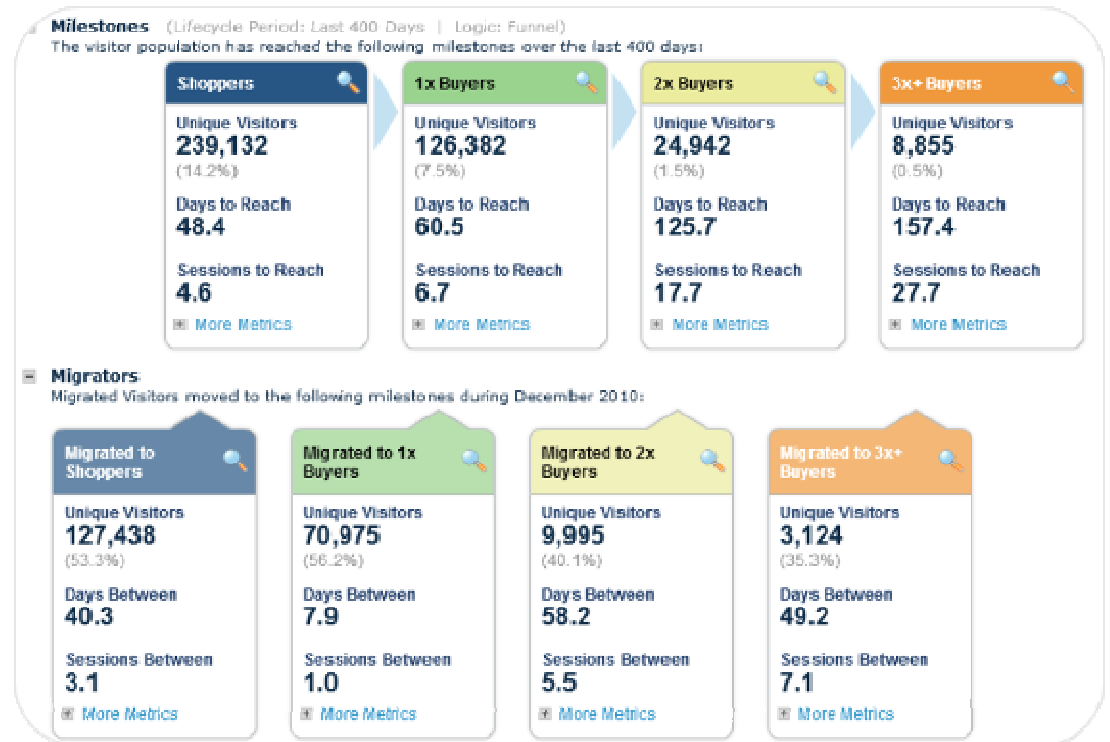 Milestones (Lifecycle Period: Last 400 Days | Logic: Funnel)
The visitor population has reached the following milestones over the last 400 days:
Shoppers
Unique Visitors
239,132
(14.2%)
Days to Reach
48.4
Sessions to Reach
4.6
More Metrics
1x Buyers
Unique Visitors
126,382
(7.5%)
Days to Reach
60.5
Sessions to Reach
6.7
More Metrics
2x Buyers
Unique Visitors
24,942
(1.5%)
Days to Reach
125.7
Sessions to Reach
17.7
More Metrics
3x+ Buyers
Unique Visitors
8,855
(0.5%)
Days to Reach
157.4
Sessions to Reach
27.7
More Metrics
Migrators
Migrated Visitors moved to the following milestones during December 2010:
Migrated to
Shoppers
Unique Visitors
127,438
(53.3%)
Days Between
40.3
Sessions Between
3.1
More Metrics
Migrated to 1x
Buyers
Unique Visitors
70,975
(56.2%)
Days Between
7.9
Sessions Between
1.0
More Metrics
Migrated to 2x
Buyers
Unique Visitors
9,995
(40.1%)
Days Between
58.2
Sessions Between
5.5
More Metrics
Migrated to 3x+
Buyers
Unique Visitors
3,124
(35.3%)
Days Between
49.2
Sessions Between
7.1
More Metrics